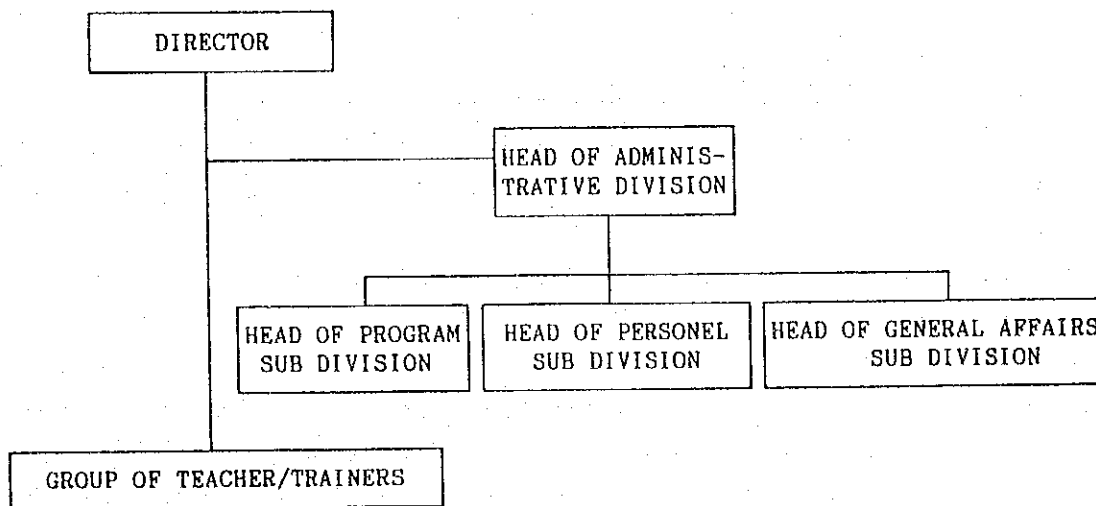 DIRECTOR
HEAD OF ADMINIS-
TRATIVE DIVISION
HEAD OF PROGRAM
SUB DIVISION
HEAD OF PERSONEL
SUB DIVISION
HEAD OF GENERAL AFFAIRS
SUB DIVISION
GROUP OF TEACHER/TRAINERS